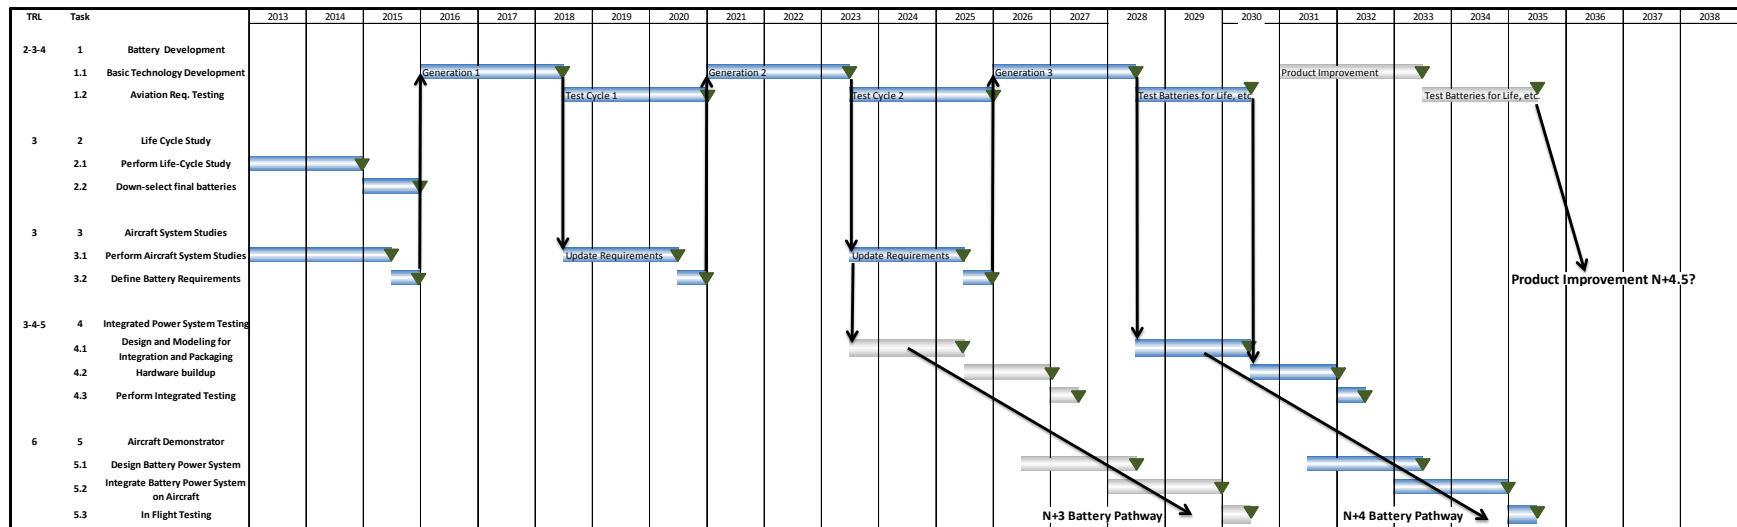 TRL Task 2013 2014 2015 2016 2017 2018 2019 2020 2021 2022 2023 2024 2025 2026 2027 2028 2029 2030 2031 2032 2033 2034 2035 2036 2037 2038
2-3-4 1 Battery Development
1.1 Basic Technology Development Generation 1 Generation 2 Generation 3 Product Improvement
1.2 Aviation Req. Testing Test Cycle 1 Test Cycle 2 Test Batteries for Life, etc Test Batteries for Life, etc
3 2 Life Cycle Study
2.1 Perform Life-Cycle Study
2.2 Down-select final batteries
3 3 Aircraft System Studies
3.1 Perform Aircraft System Studies Update Requirements Update Requirements
3.2 Define Battery Requirements Product Improvement N+4.5?
3-4-5 4 Integrated Power System Testing
4.1 Design and Modeling for
Integration and Packaging
4.2 Hardware buildup
4.3 Perform Integrated Testing
6 5 Aircraft Demonstrator
5.1 Design Battery Power System
5.2 Integrate Battery Power System
on Aircraft
5.3 In Flight Testing N+3 Battery Pathway N+4 Battery Pathway